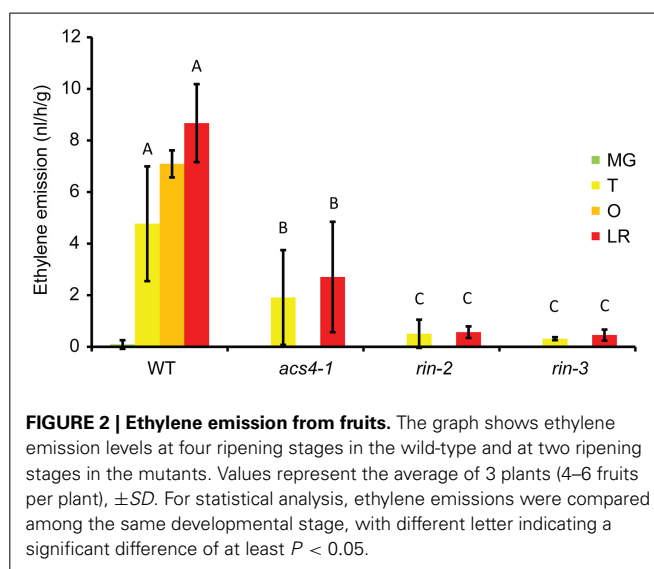 12
10
8
6
4
2
0
Ethylene emission (nl/h/g)
A
A
B
B
C
C
C
C
MG
T
O
LR
WT
acs4-1
rin-2
rin-3
FIGURE 2 | Ethylene emission from fruits. The graph shows ethylene
emission levels at four ripening stages in the wild-type and at two ripening
stages in the mutants. Values represent the average of 3 plants (4–6 fruits
per plant), ±SD. For statistical analysis, ethylene emissions were compared
among the same developmental stage, with different letter indicating a
significant difference of at least P < 0.05.